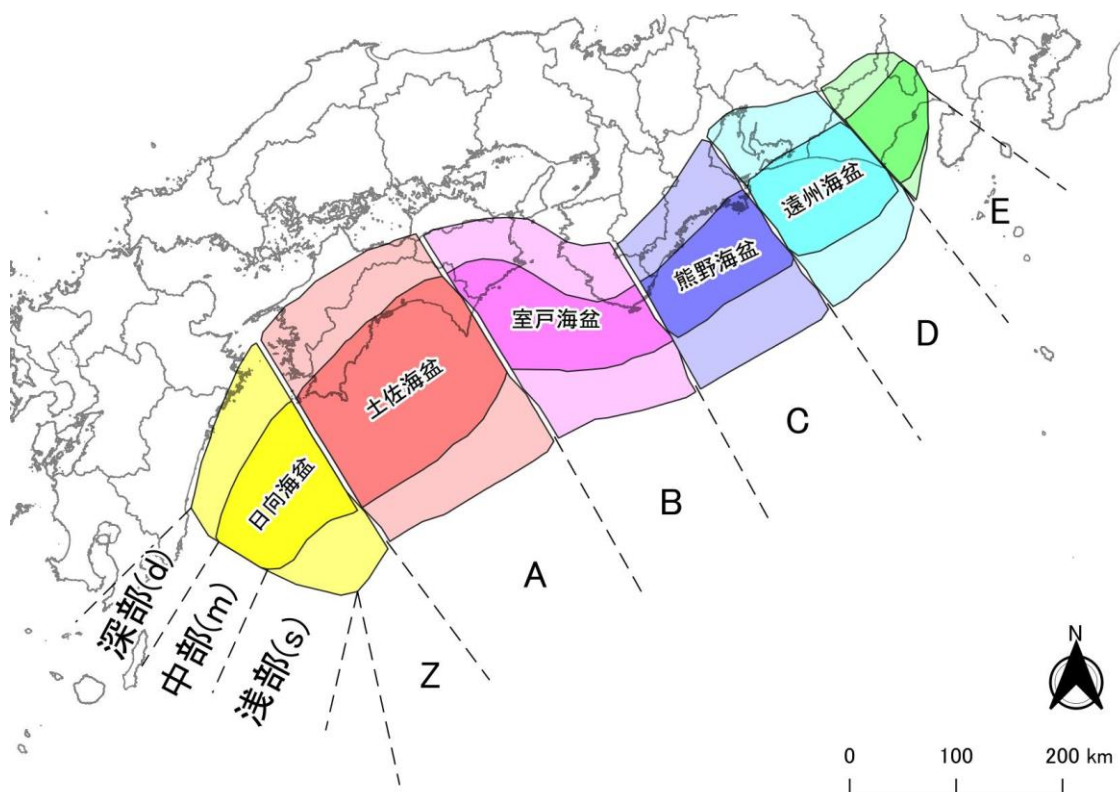 遠州海盆
E
熊野海盆
室戸海盆
D
土佐海盆
C
日向海盆
B
深部(d)
中部(m)
浅部(s)
A
Z
N
0 100 200 km